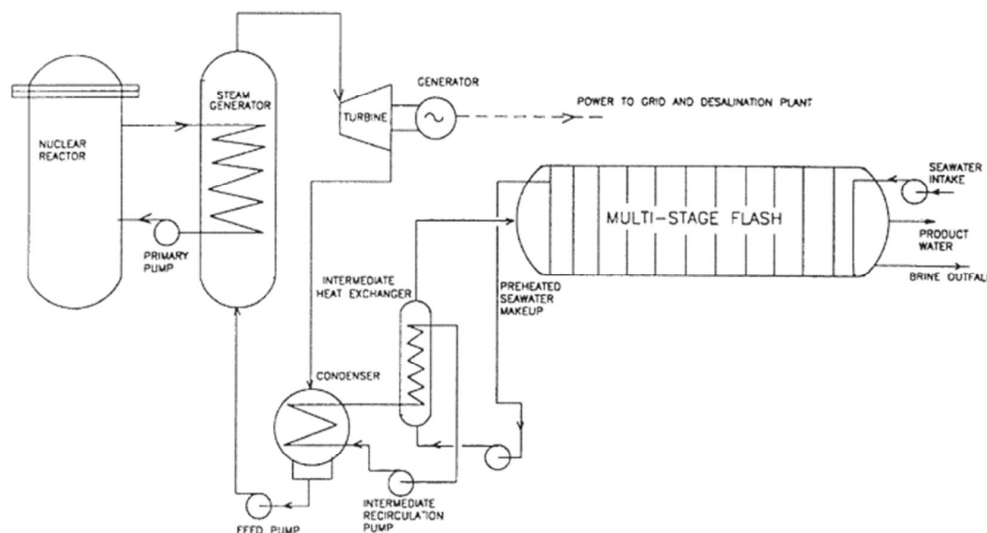 GENERATOR
POWER TO GRID AND DESALINATION PLANT
STEAM
GENERATOR
TURBINE
NUCLEAR
REACTOR
SEAWATER
INTAKE
MULTI-STAGE FLASH
PRODUCT
WATER
PRIMARY
PUMP
BRINE OUTFAL
INTERMEDIATE
HEAT EXCHANGER
PREHEATED
SEAWATER
MAKEUP
CONDENSER
INTERMEDIATE
RECIRCULATION
PUMP
FEED PUMP